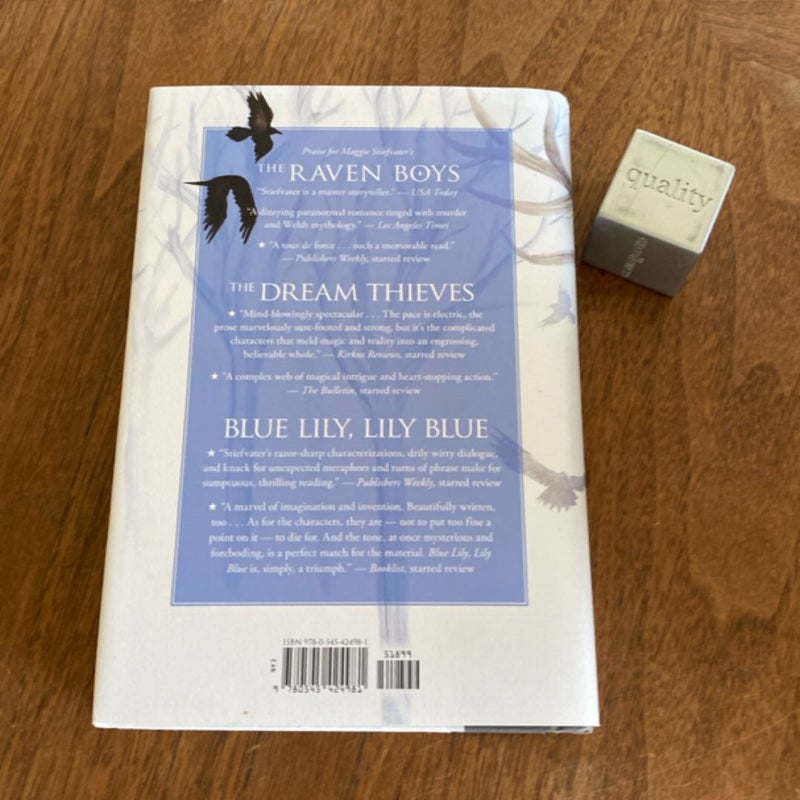 Praise for Maggie Stiefvater's
THE RAVEN BOYS
"Stiefvater is a master storyteller." — USA Today
"A dizzying paranormal romance tinged with murder
and Welsh mythology." — Los Angeles Times
★ "A tour de force . . . such a memorable read."
— Publishers Weekly, starred review
THE DREAM THIEVES
★ "Mind-blowingly spectacular . . . The pace is electric, the
prose marvelously sure-footed and strong, but it's the complicated
characters that meld magic and reality into an engrossing,
believable whole." — Kirkus Reviews, starred review
★ "A complex web of magical intrigue and heart-stopping action."
— The Bulletin, starred review
BLUE LILY, LILY BLUE
★ "Stiefvater's razor-sharp characterizations, drily witty dialogue,
and knack for unexpected metaphors and turns of phrase make for
sumptuous, thrilling reading." — Publishers Weekly, starred review
★ "A marvel of imagination and invention. Beautifully written,
too . . . As for the characters, they are — not to put too fine a
point on it — to die for. And the tone, at once mysterious and
foreboding, is a perfect match for the material. Blue Lily, Lily
Blue is, simply, a triumph." — Booklist, starred review
ISBN 978-0-545-42498-1
51899
EAN
9 780545 424981
quality